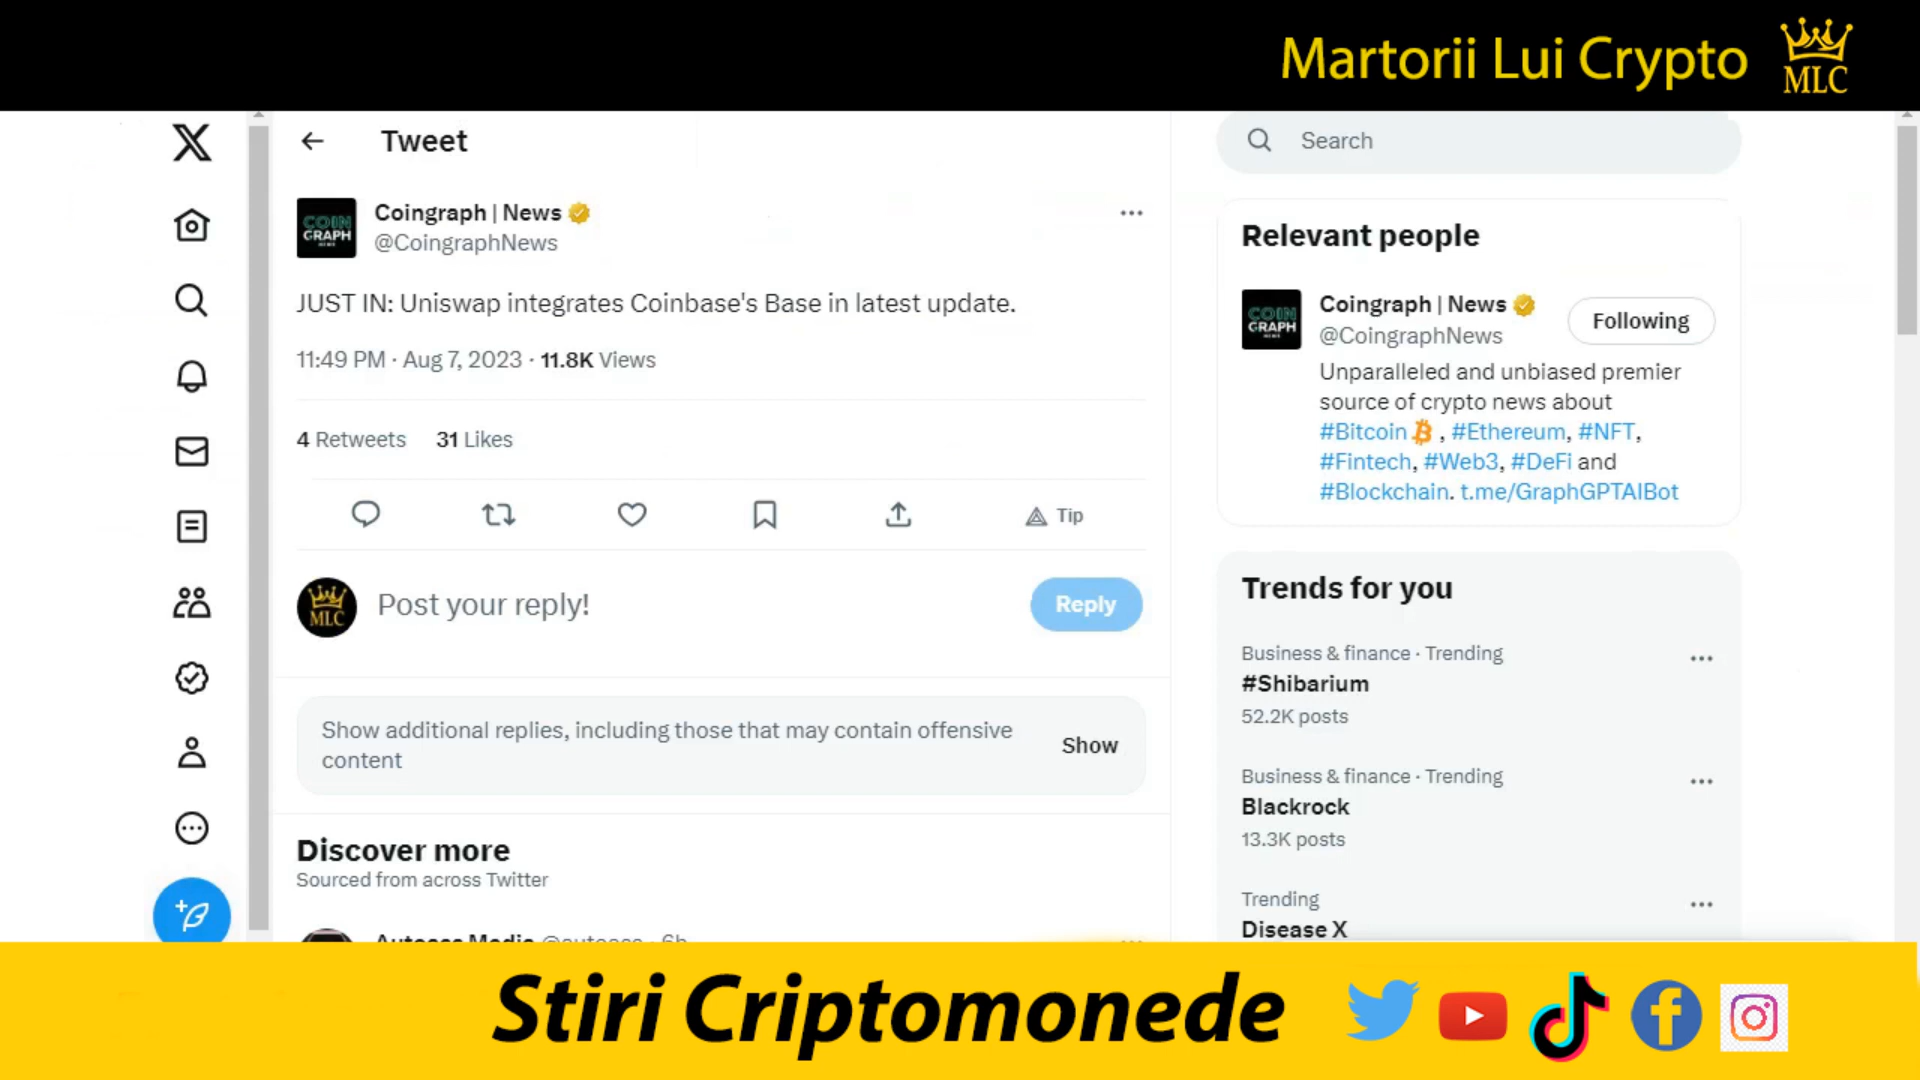 Martorii Lui Crypto
MLC
Tweet
Search
COIN
GRAPH
Coingraph | News
@CoingraphNews
JUST IN: Uniswap integrates Coinbase's Base in latest update.
11:49 PM · Aug 7, 2023 · 11.8K Views
4 Retweets 31 Likes
Tip
MLC
Post your reply!
Reply
Show additional replies, including those that may contain offensive
content
Show
Discover more
Sourced from across Twitter
Relevant people
COIN
GRAPH
Coingraph | News
@CoingraphNews
Following
Unparalleled and unbiased premier
source of crypto news about
#Bitcoin , #Ethereum, #NFT,
#Fintech, #Web3, #DeFi and
#Blockchain. t.me/GraphGPTAIBot
Trends for you
Business & finance · Trending
#Shibarium
52.2K posts
Business & finance · Trending
Blackrock
13.3K posts
Trending
Disease X
Stiri Criptomonede